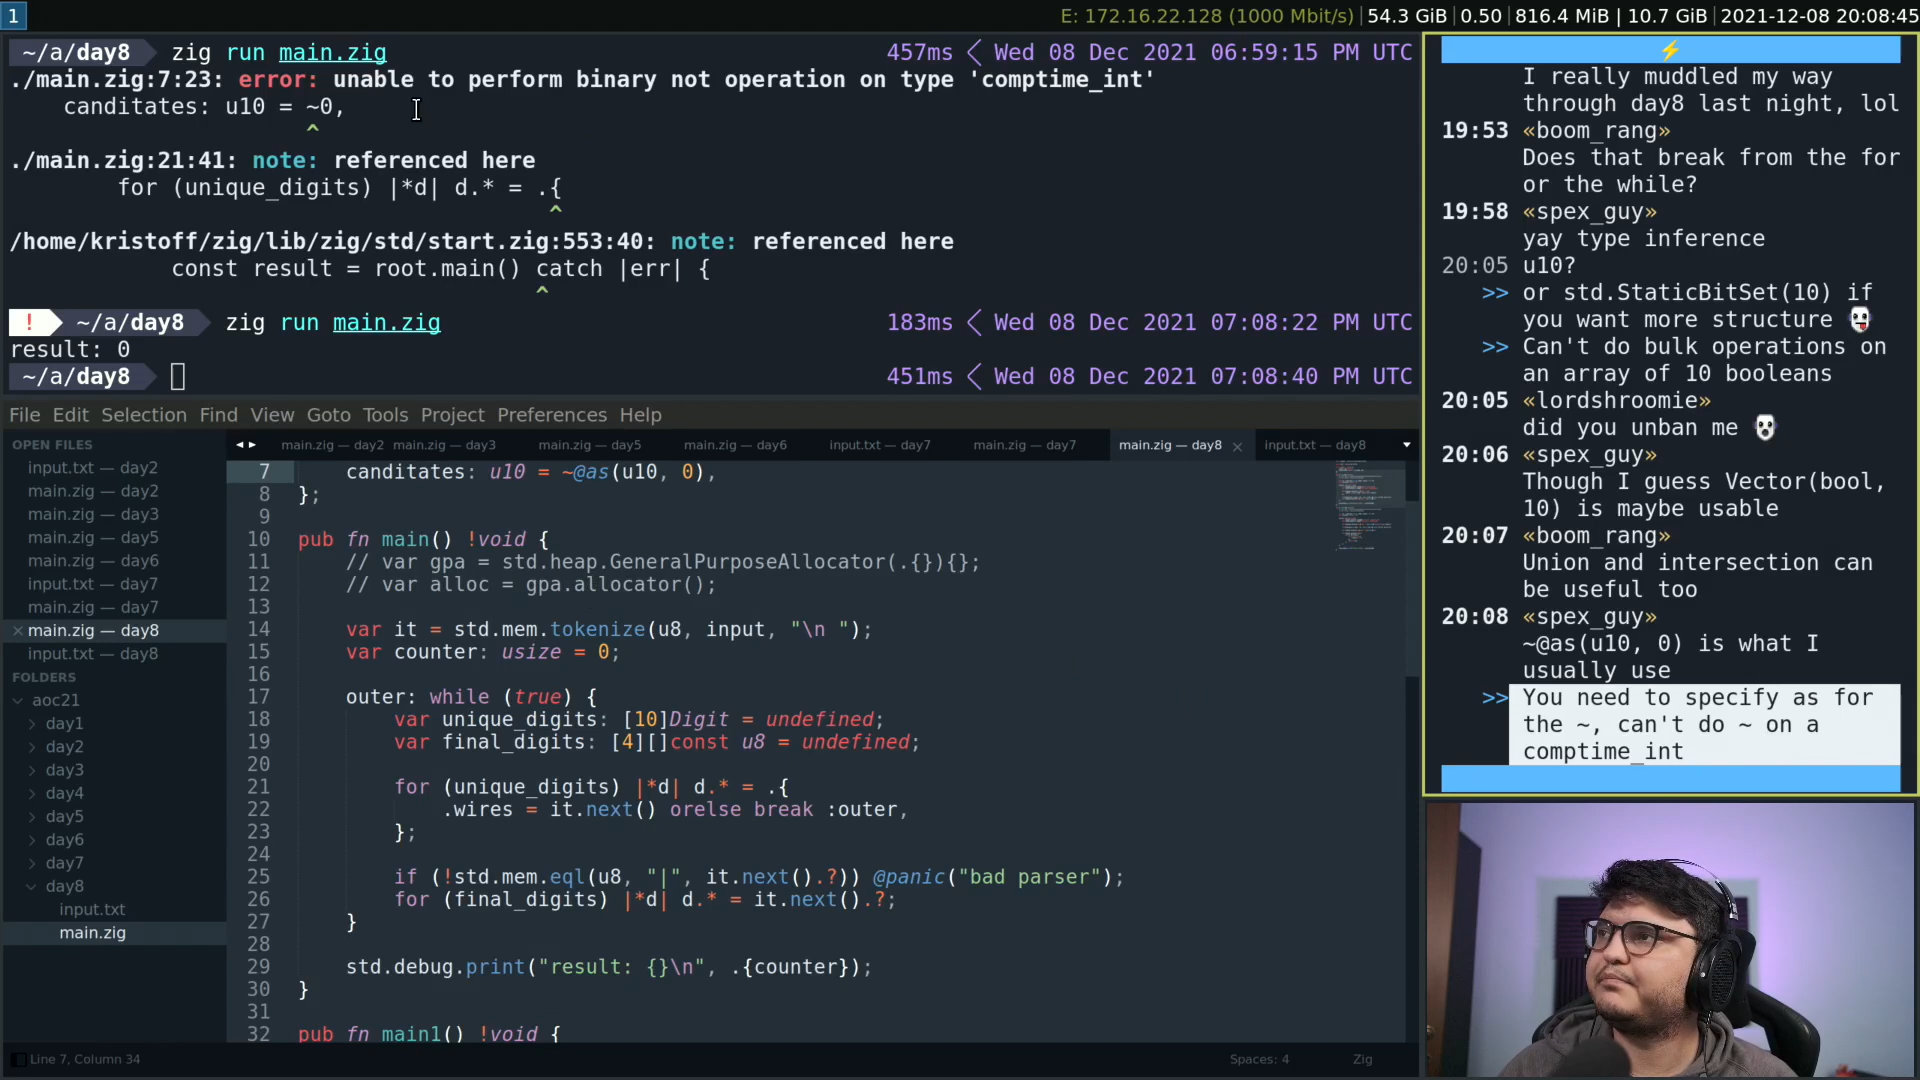 1
E: 172.16.22.128 (1000 Mbit/s)|54.3 GiB|0.50|816.4 MiB | 10.7 GiB|2021-12-08 20:08:45
~/a/day8 zig run main.zig 457ms Wed 08 Dec 2021 06:59:15 PM UTC
./main.zig:7:23: error: unable to perform binary not operation on type 'comptime_int'
canditates: u10 = ~0,
^
./main.zig:21:41: note: referenced here
for (unique_digits) |*d| d.* = .{
^
/home/kristoff/zig/lib/zig/std/start.zig:553:40: note: referenced here
const result = root.main() catch |err| {
^
! ~/a/day8 zig run main.zig 183ms Wed 08 Dec 2021 07:08:22 PM UTC
result: 0
~/a/day8 451ms Wed 08 Dec 2021 07:08:40 PM UTC
File Edit Selection Find View Goto Tools Project Preferences Help
OPEN FILES
input.txt — day2
main.zig — day2
main.zig — day3
main.zig — day5
main.zig — day6
input.txt — day7
main.zig — day7
main.zig — day8
input.txt — day8
FOLDERS
aoc21
day1
day2
day3
day4
day5
day6
day7
day8
input.txt
main.zig
main.zig — day2 main.zig — day3 main.zig — day5 main.zig — day6 input.txt — day7 main.zig — day7 main.zig — day8 input.txt — day8
7 canditates: u10 = ~@as(u10, 0),
8 };
9
10 pub fn main() !void {
11 // var gpa = std.heap.GeneralPurposeAllocator(.{}){};
12 // var alloc = gpa.allocator();
13
14 var it = std.mem.tokenize(u8, input, "\n ");
15 var counter: usize = 0;
16
17 outer: while (true) {
18 var unique_digits: [10]Digit = undefined;
19 var final_digits: [4][]const u8 = undefined;
20
21 for (unique_digits) |*d| d.* = .{
22 .wires = it.next() orelse break :outer,
23 };
24
25 if (!std.mem.eql(u8, "|", it.next().?)) @panic("bad parser");
26 for (final_digits) |*d| d.* = it.next().?;
27 }
28
29 std.debug.print("result: {}\n", .{counter});
30 }
31
32 pub fn main1() !void {
Line 7, Column 34 Spaces: 4 Zig
I really muddled my way
through day8 last night, lol
19:53 «boom_rang»
Does that break from the for
or the while?
19:58 «spex_guy»
yay type inference
20:05 u10?
>> or std.StaticBitSet(10) if
you want more structure
>> Can't do bulk operations on
an array of 10 booleans
20:05 «lordshroomie»
did you unban me
20:06 «spex_guy»
Though I guess Vector(bool,
10) is maybe usable
20:07 «boom_rang»
Union and intersection can
be useful too
20:08 «spex_guy»
~@as(u10, 0) is what I
usually use
>> You need to specify as for
the ~, can't do ~ on a
comptime_int